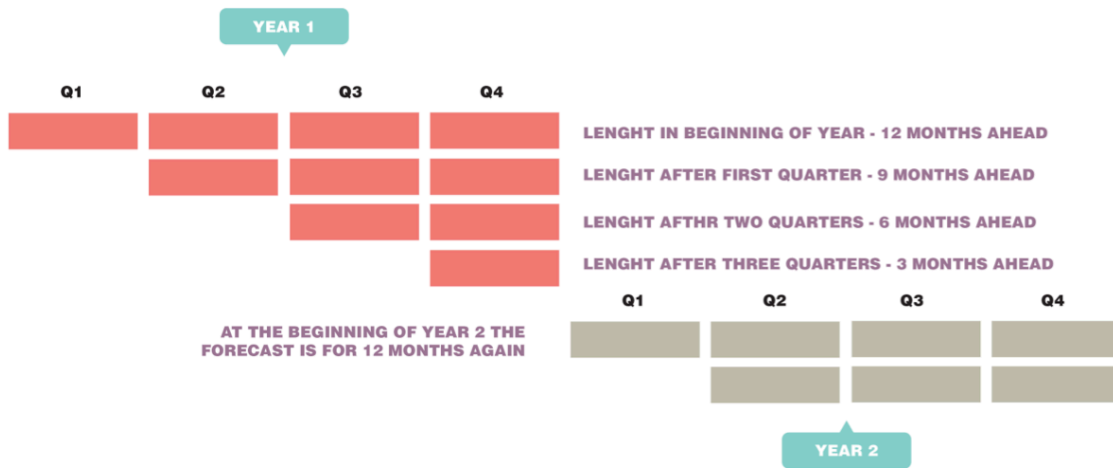 YEAR 1
Q1 Q2 Q3 Q4
LENGHT IN BEGINNING OF YEAR - 12 MONTHS AHEAD
LENGHT AFTER FIRST QUARTER - 9 MONTHS AHEAD
LENGHT AFTHR TWO QUARTERS - 6 MONTHS AHEAD
LENGHT AFTER THREE QUARTERS - 3 MONTHS AHEAD
Q1 Q2 Q3 Q4
AT THE BEGINNING OF YEAR 2 THE
FORECAST IS FOR 12 MONTHS AGAIN
YEAR 2